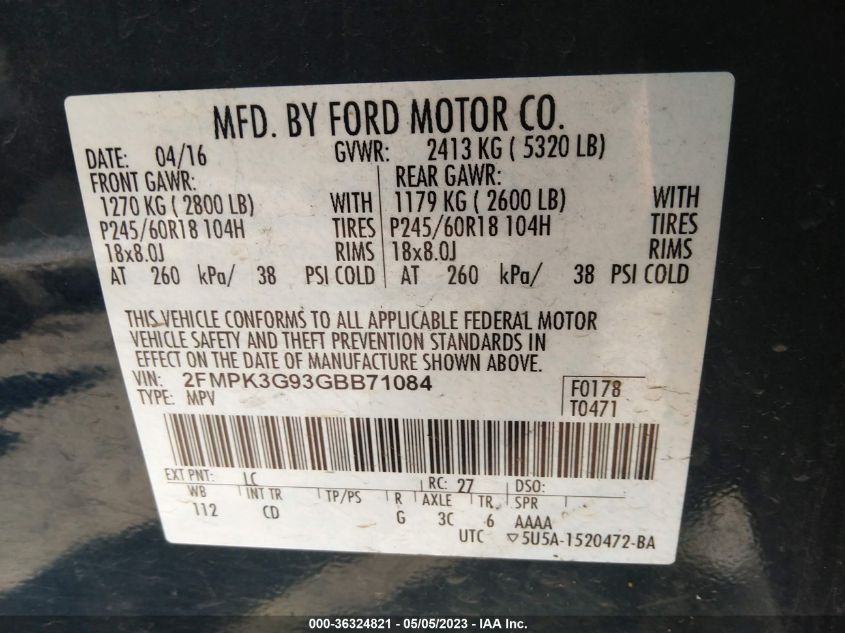 MFD. BY FORD MOTOR CO.
DATE: 04/16 GVWR: 2413 KG ( 5320 LB)
FRONT GAWR: REAR GAWR:
1270 KG ( 2800 LB) WITH 1179 KG ( 2600 LB) WITH
P245/60R18 104H TIRES P245/60R18 104H TIRES
18x8.0J RIMS 18x8.0J RIMS
AT 260 kPa/ 38 PSI COLD AT 260 kPa/ 38 PSI COLD
THIS VEHICLE CONFORMS TO ALL APPLICABLE FEDERAL MOTOR
VEHICLE SAFETY AND THEFT PREVENTION STANDARDS IN
EFFECT ON THE DATE OF MANUFACTURE SHOWN ABOVE.
VIN: 2FMPK3G93GBB71084 F0178
TYPE: MPV T0471
EXT PNT: LC RC: 27 DSO:
WB INT TR TP/PS R AXLE TR SPR
112 CD G 3C 6 AAAA
UTC ▽5U5A-1520472-BA
000-36324821 - 05/05/2023 - IAA Inc.